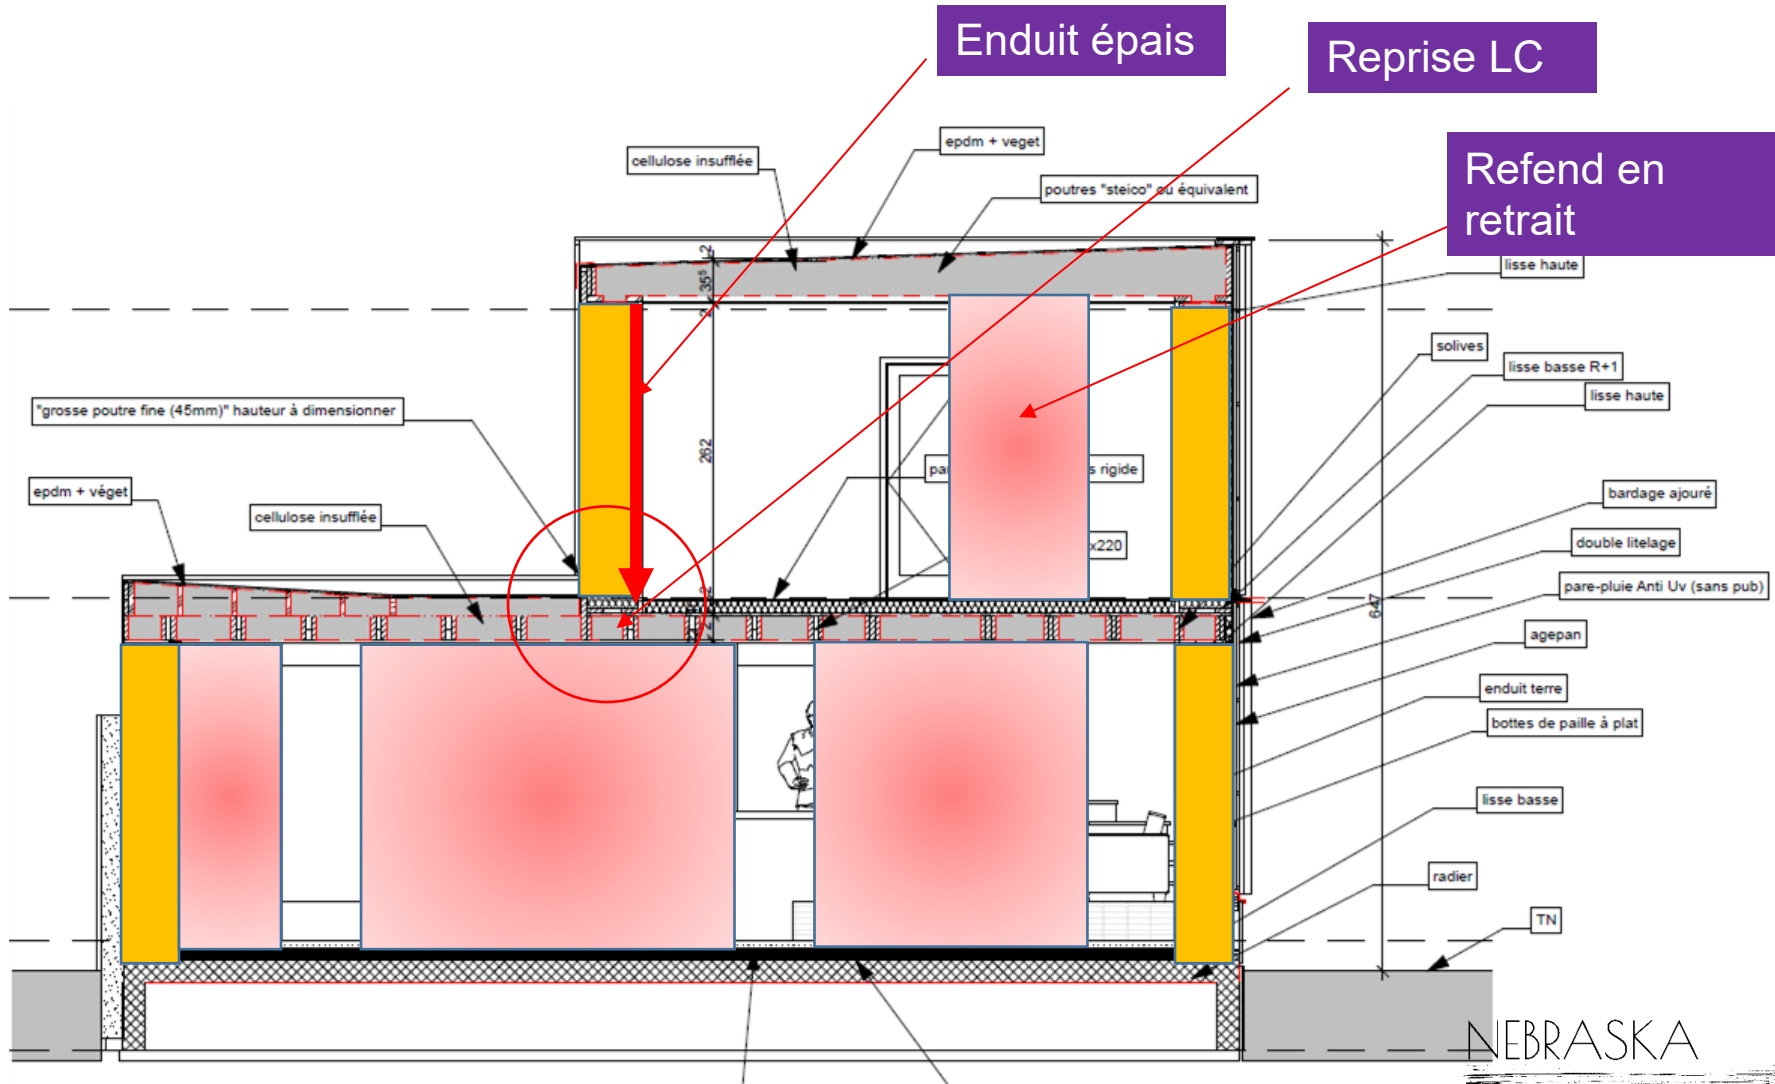 Enduit épais
Reprise LC
Refend en
retrait
epdm + veget
cellulose insufflée
poutres "steico" ou équivalent
lisse haute
solives
lisse basse R+1
lisse haute
"grosse poutre fine (45mm)" hauteur à dimensionner
262
rigide
epdm + véget
cellulose insufflée
bardage ajouré
double litelage
x220
pare-pluie Anti Uv (sans pub)
647
agepan
enduit terre
bottes de paille à plat
lisse basse
radier
TN
NEBRASKA